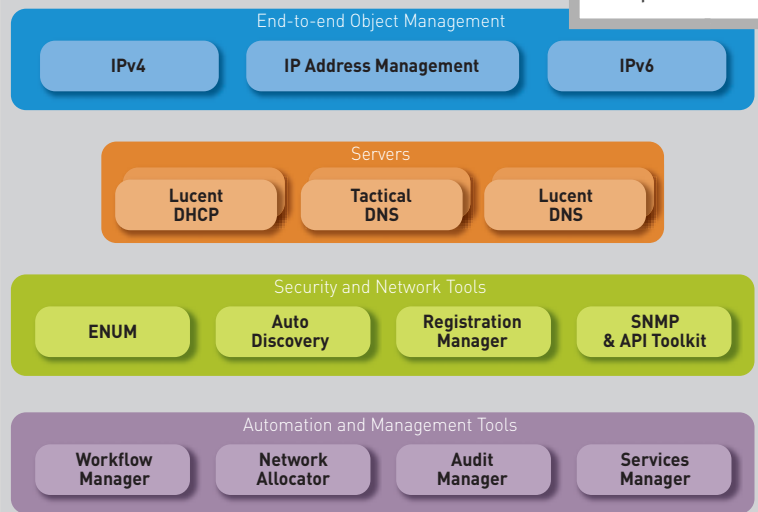 End-to-end Object Management
IPv4
IP Address Management
IPv6
Servers
Lucent
DHCP
Tactical
DNS
Lucent
DNS
Security and Network Tools
ENUM
Auto
Discovery
Registration
Manager
SNMP
& API Toolkit
Automation and Management Tools
Workflow
Manager
Network
Allocator
Audit
Manager
Services
Manager